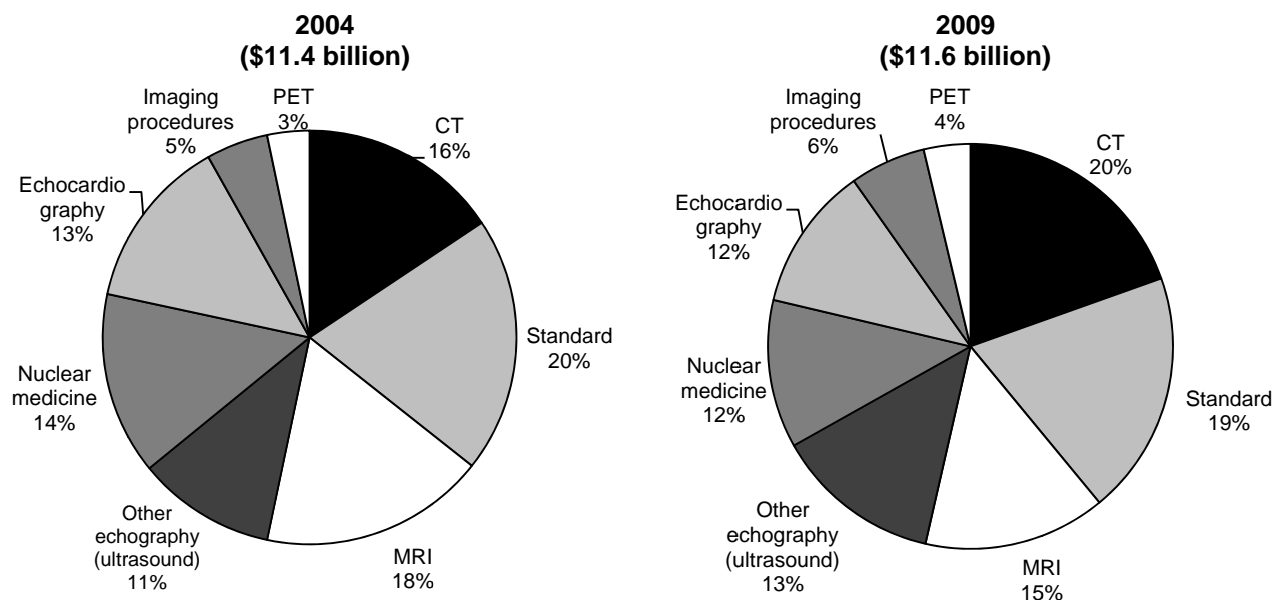 2004
($11.4 billion)
Imaging
procedures
5%
PET
3%
CT
16%
Echocardio
graphy
13%
Standard
20%
Nuclear
medicine
14%
Other
echography
(ultrasound)
11%
MRI
18%
2009
($11.6 billion)
Imaging
procedures
6%
PET
4%
CT
20%
Echocardio
graphy
12%
Standard
19%
Nuclear
medicine
12%
Other
echography
(ultrasound)
13%
MRI
15%